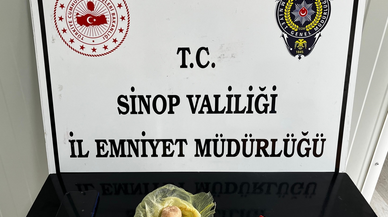 T.C.
SİNOP VALİLİĞİ
İL EMNİYET MÜDÜRLÜĞÜ